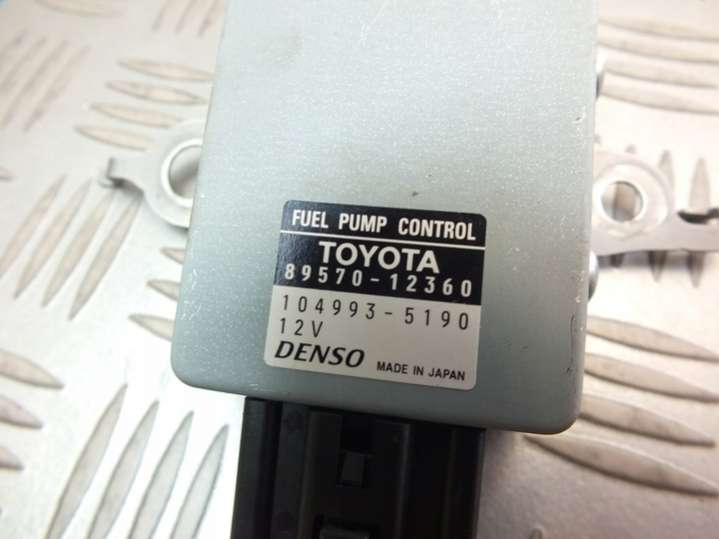 FUEL PUMP CONTROL
TOYOTA
89570-12360
104993-5190
12V
DENSO MADE IN JAPAN